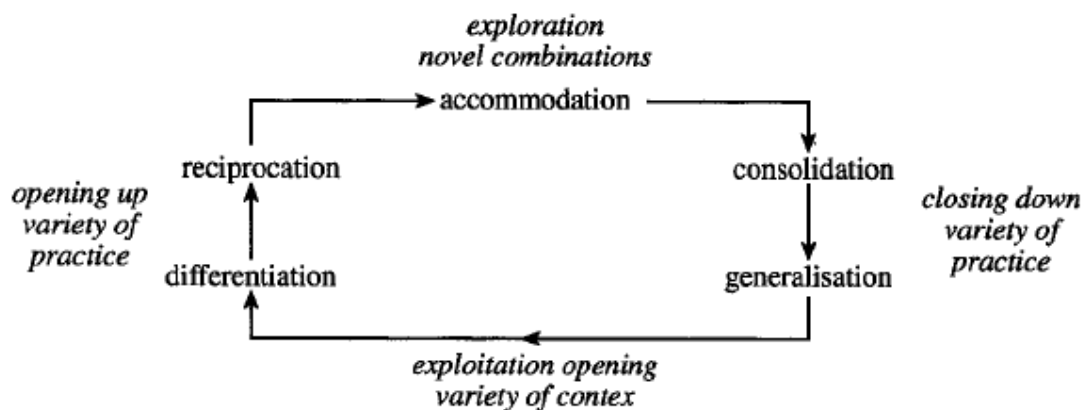 exploration
novel combinations
accommodation
reciprocation
consolidation
opening up
variety of
practice
closing down
variety of
practice
differentiation
generalisation
exploitation opening
variety of contex